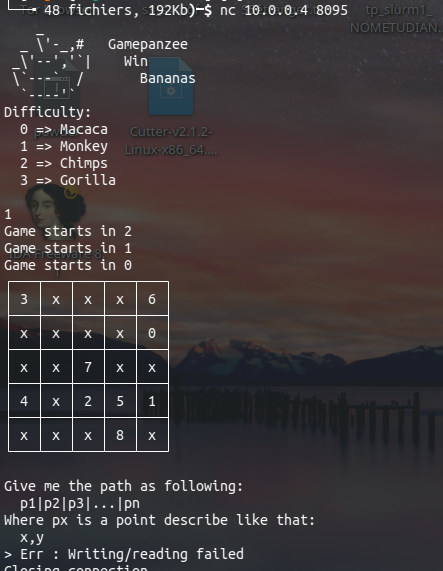 - 48 fichiers, 192Kb)-$ nc 10.0.0.4 8095
Gamepanzee
Win
Bananas
Difficulty:
0 => Macaca
1 => Monkey
2 => Chimps
3 => Gorilla
1
Game starts in 2
Game starts in 1
Game starts in 0
3 x x x 6
x x x x 0
x x 7 x x
4 x 2 5 1
x x x 8 x
Give me the path as following:
p1|p2|p3|...|pn
Where px is a point describe like that:
x,y
> Err : Writing/reading failed
Closing connection
tp_slurm1_
NOMETUDIAN...
Cutter-v2.1.2-
Linux-x86_64....